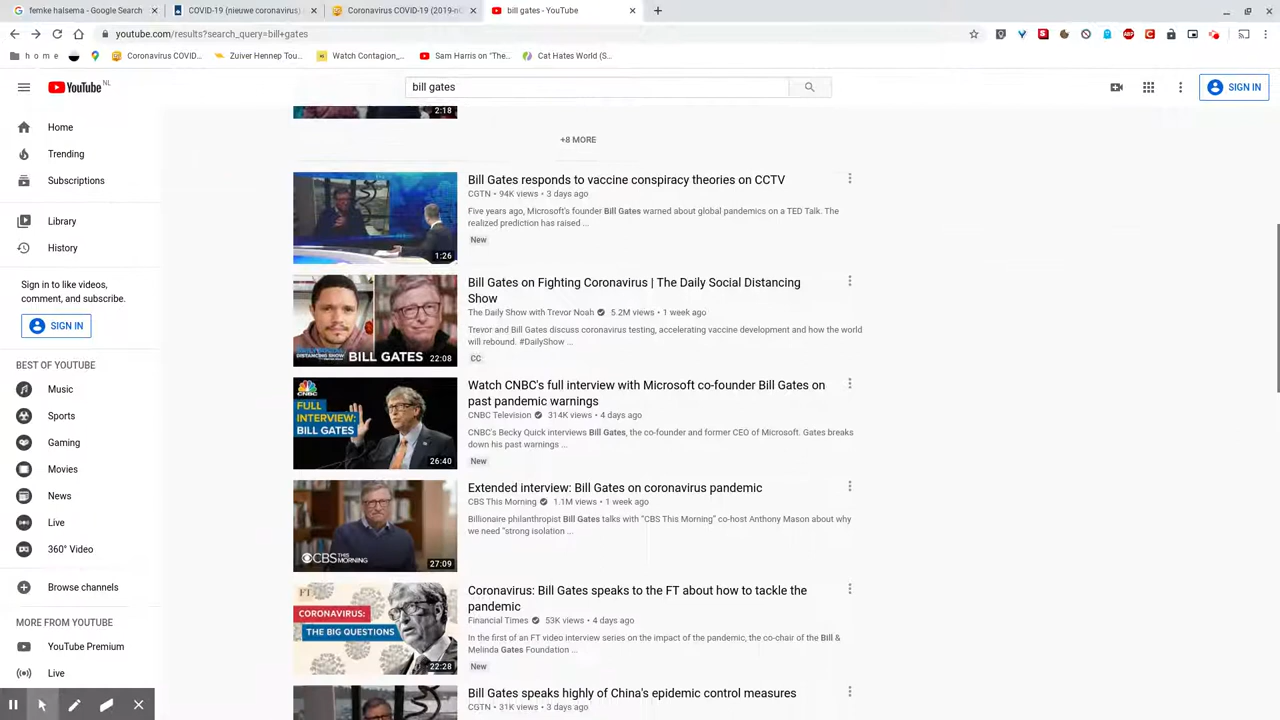 femke halsema - Google Search
COVID-19 (nieuwe coronavirus)
Coronavirus COVID-19 (2019-nC
bill gates - YouTube
youtube.com/results?search_query=bill+gates
h o m e
Coronavirus COVID...
Zuiver Hennep Tou...
Watch Contagion_...
Sam Harris on "The...
Cat Hates World (S...
YouTube NL
bill gates
SIGN IN
Home
Trending
Subscriptions
Library
History
Sign in to like videos,
comment, and subscribe.
SIGN IN
BEST OF YOUTUBE
Music
Sports
Gaming
Movies
News
Live
360° Video
Browse channels
MORE FROM YOUTUBE
YouTube Premium
Live
2:18
+8 MORE
1:26
Bill Gates responds to vaccine conspiracy theories on CCTV
CGTN • 94K views • 3 days ago
Five years ago, Microsoft's founder Bill Gates warned about global pandemics on a TED Talk. The
realized prediction has raised ...
New
DAILY SOCIAL
DISTANCING SHOW
BILL GATES
22:08
Bill Gates on Fighting Coronavirus | The Daily Social Distancing
Show
The Daily Show with Trevor Noah 5.2M views • 1 week ago
Trevor and Bill Gates discuss coronavirus testing, accelerating vaccine development and how the world
will rebound. #DailyShow ...
CC
CNBC
FULL
INTERVIEW:
BILL GATES
26:40
Watch CNBC's full interview with Microsoft co-founder Bill Gates on
past pandemic warnings
CNBC Television 314K views • 4 days ago
CNBC's Becky Quick interviews Bill Gates, the co-founder and former CEO of Microsoft. Gates breaks
down his past warnings ...
New
CBS THIS MORNING
27:09
Extended interview: Bill Gates on coronavirus pandemic
CBS This Morning 1.1M views • 1 week ago
Billionaire philanthropist Bill Gates talks with "CBS This Morning" co-host Anthony Mason about why
we need "strong isolation ...
FT
CORONAVIRUS:
THE BIG QUESTIONS
22:28
Coronavirus: Bill Gates speaks to the FT about how to tackle the
pandemic
Financial Times 53K views • 4 days ago
In the first of an FT video interview series on the impact of the pandemic, the co-chair of the Bill &
Melinda Gates Foundation ...
New
Bill Gates speaks highly of China's epidemic control measures
CGTN • 31K views • 3 days ago